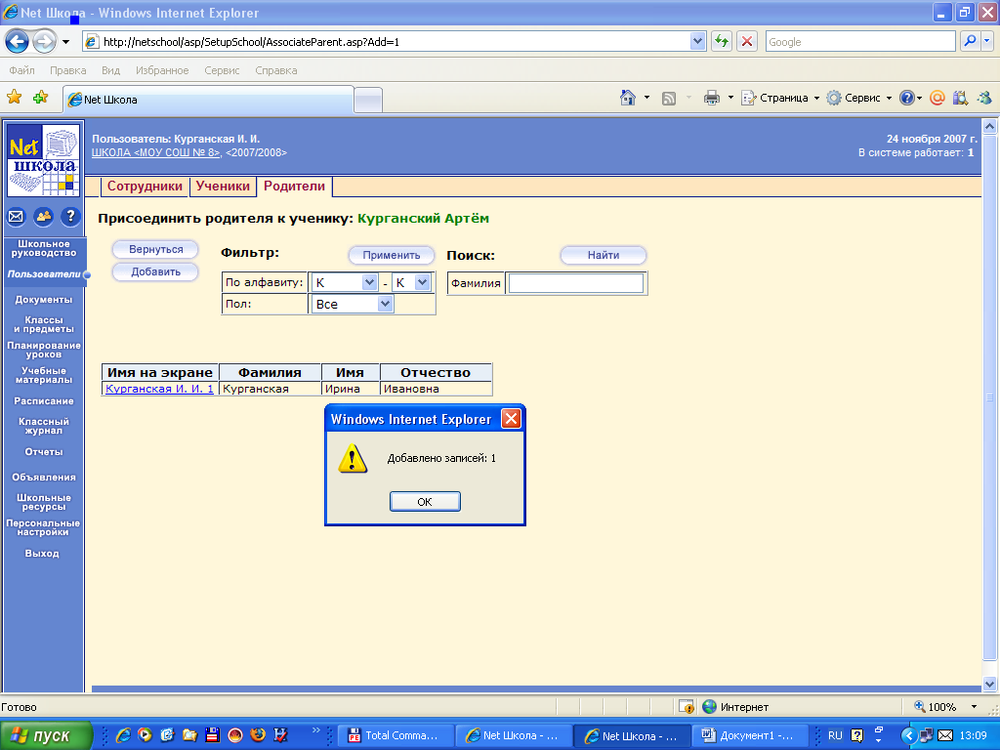 Net Школа - Windows Internet Explorer
http://netschool/asp/SetupSchool/AssociateParent.asp?Add=1
Google
Файл Правка Вид Избранное Сервис Справка
Net Школа
Страница Сервис
Net школа
Пользователь: Курганская И. И.
24 ноября 2007 г.
ШКОЛА <МОУ СОШ № 8>, <2007/2008>
В системе работает: 1
Сотрудники Ученики Родители
Присоединить родителя к ученику: Курганский Артём
Вернуться
Добавить
Фильтр:
Применить
По алфавиту: К - К
Пол: Все
Поиск:
Найти
Фамилия
Имя на экране Фамилия Имя Отчество
Курганская И. И. 1 Курганская Ирина Ивановна
Windows Internet Explorer
Добавлено записей: 1
ОК
Школьное
руководство
Пользователи
Документы
Классы
и предметы
Планирование
уроков
Учебные
материалы
Расписание
Классный
журнал
Отчеты
Объявления
Школьные
ресурсы
Персональные
настройки
Выход
Готово
Интернет
100%
пуск
Total Comma...
Net Школа - ...
Net Школа - ...
Документ1 -...
RU
13:09